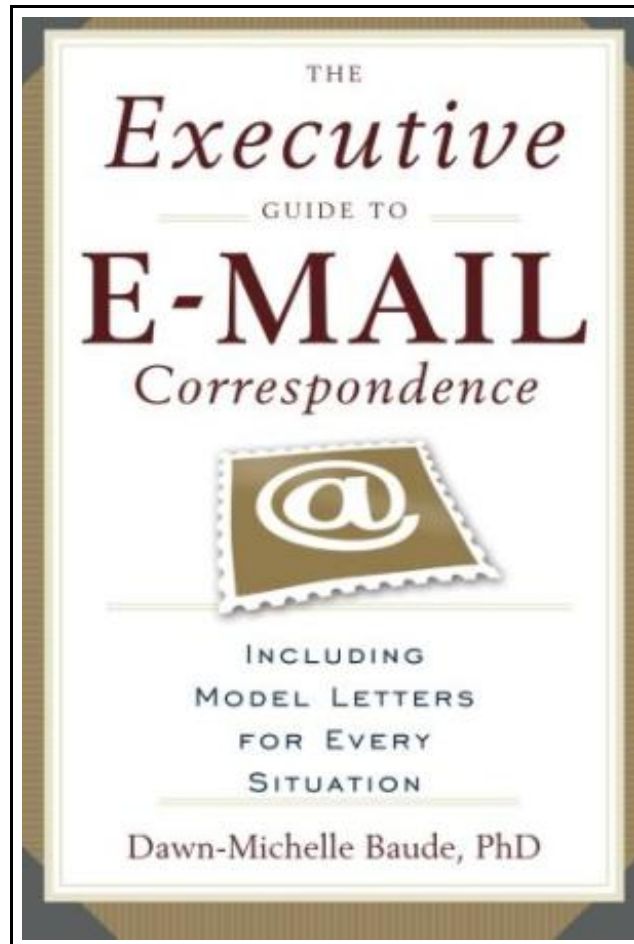 THE
Executive
GUIDE TO
E-MAIL
Correspondence
@
INCLUDING
MODEL LETTERS
FOR EVERY
SITUATION
Dawn-Michelle Baude, PhD